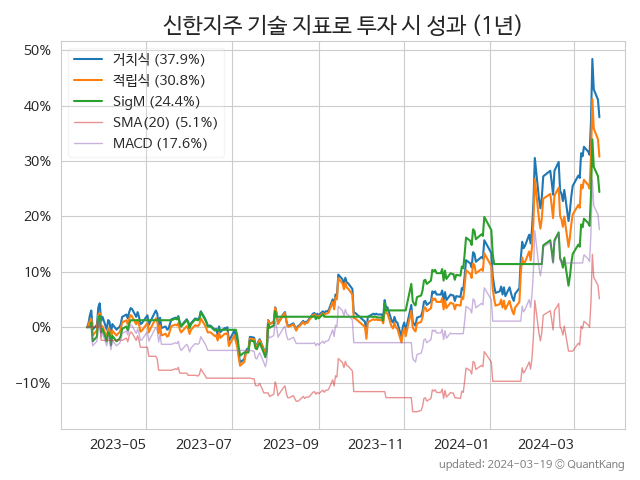 신한지주 기술 지표로 투자 시 성과 (1년)
50%
40%
30%
20%
10%
0%
−10%
거치식 (37.9%)
적립식 (30.8%)
SigM (24.4%)
SMA(20) (5.1%)
MACD (17.6%)
2023-05
2023-07
2023-09
2023-11
2024-01
2024-03
updated: 2024-03-19 © QuantKang